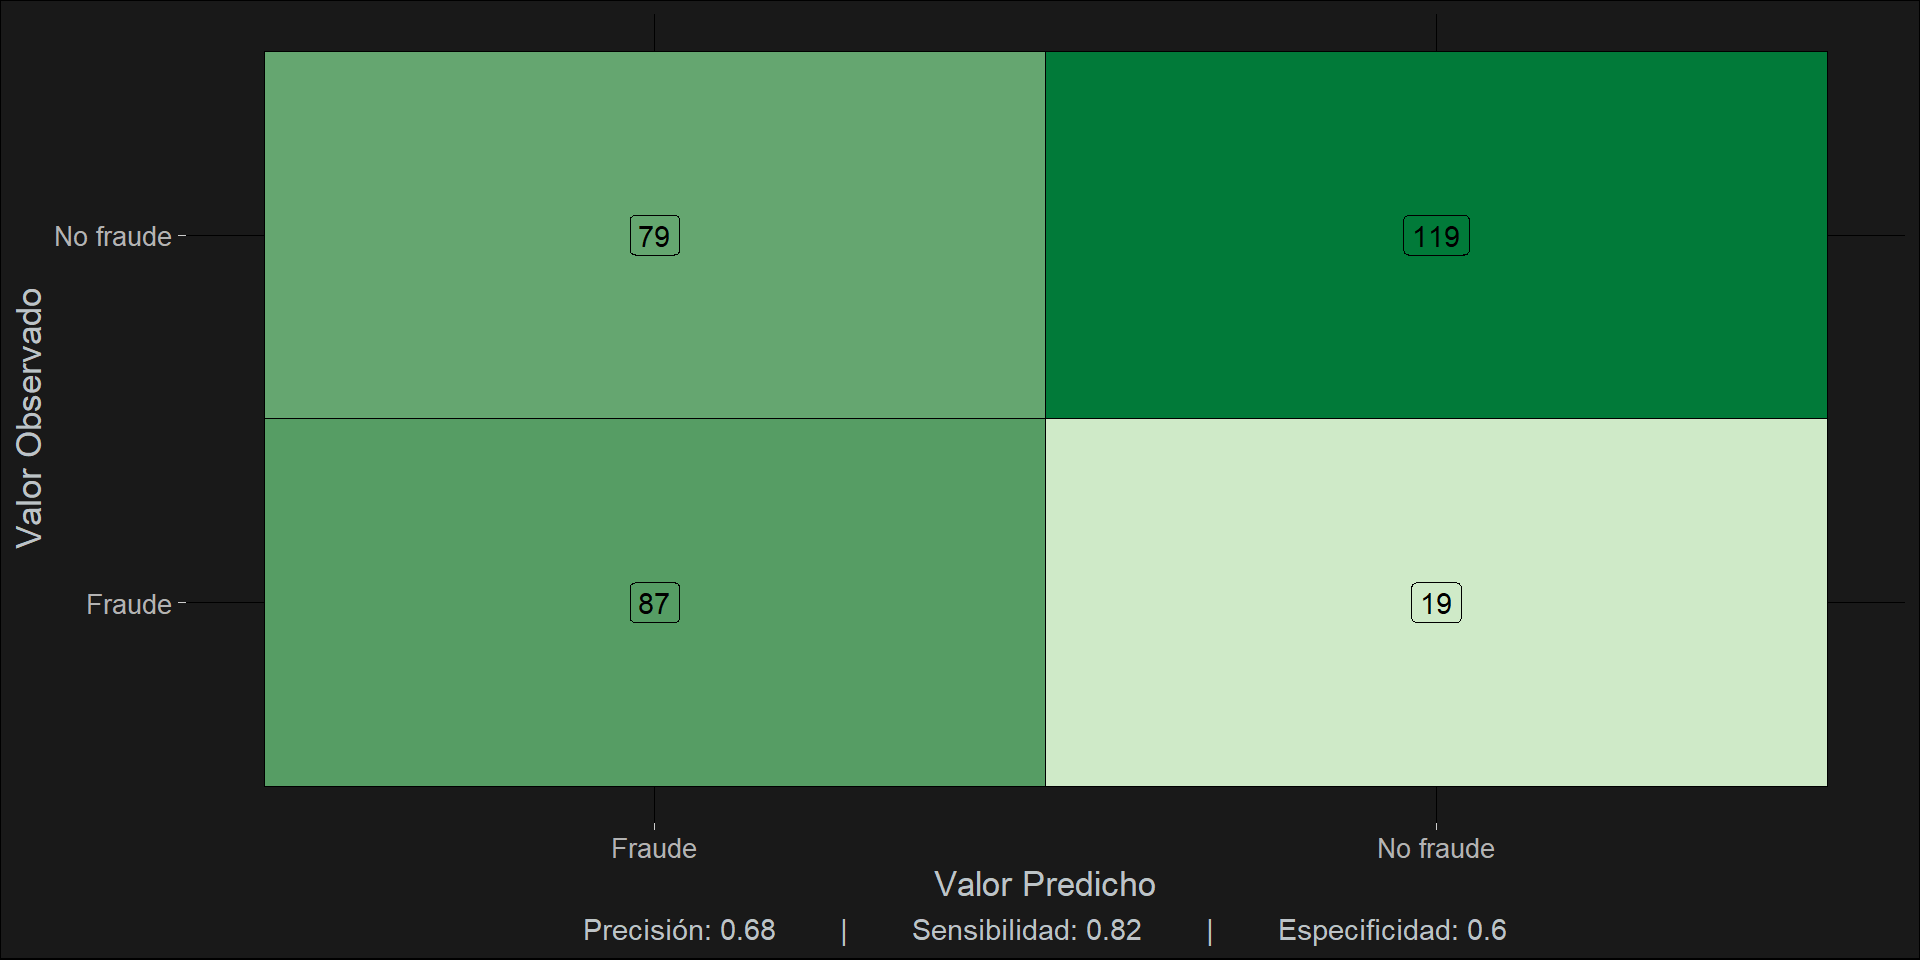 Valor Observado
No fraude
79
119
Fraude
87
19
Fraude
No fraude
Valor Predicho
Precisión: 0.68 | Sensibilidad: 0.82 | Especificidad: 0.6